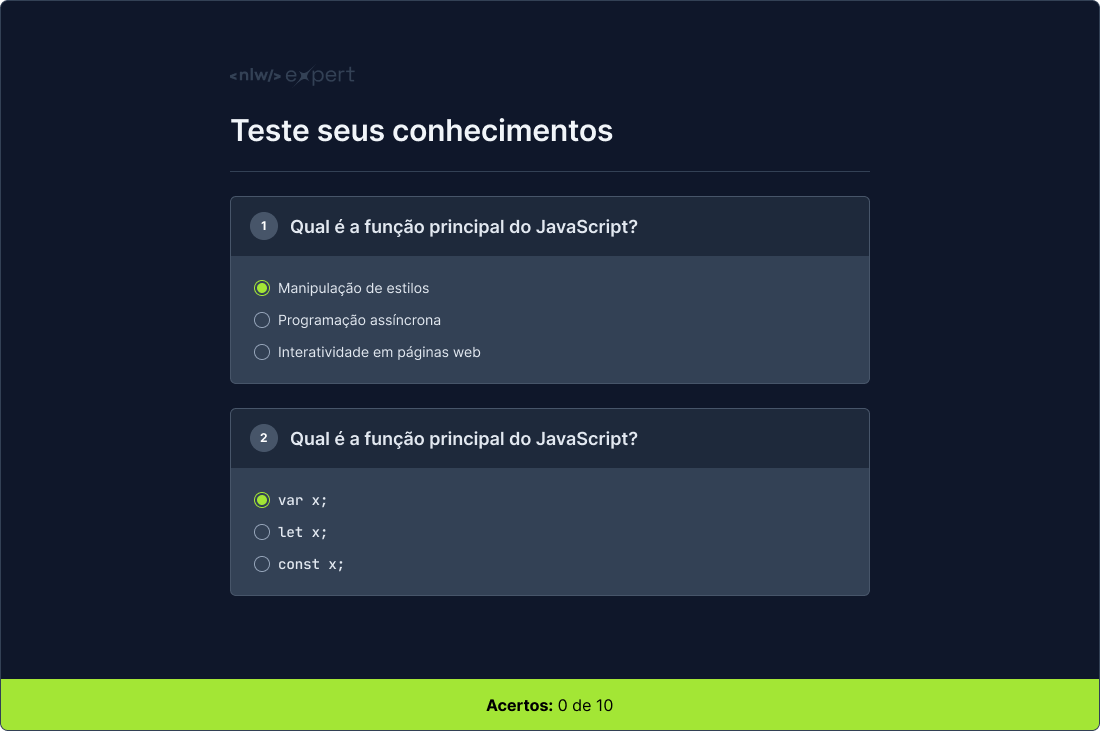 <nlw/> expert
Teste seus conhecimentos
1 Qual é a função principal do JavaScript?
Manipulação de estilos
Programação assíncrona
Interatividade em páginas web
2 Qual é a função principal do JavaScript?
var x;
let x;
const x;
Acertos: 0 de 10